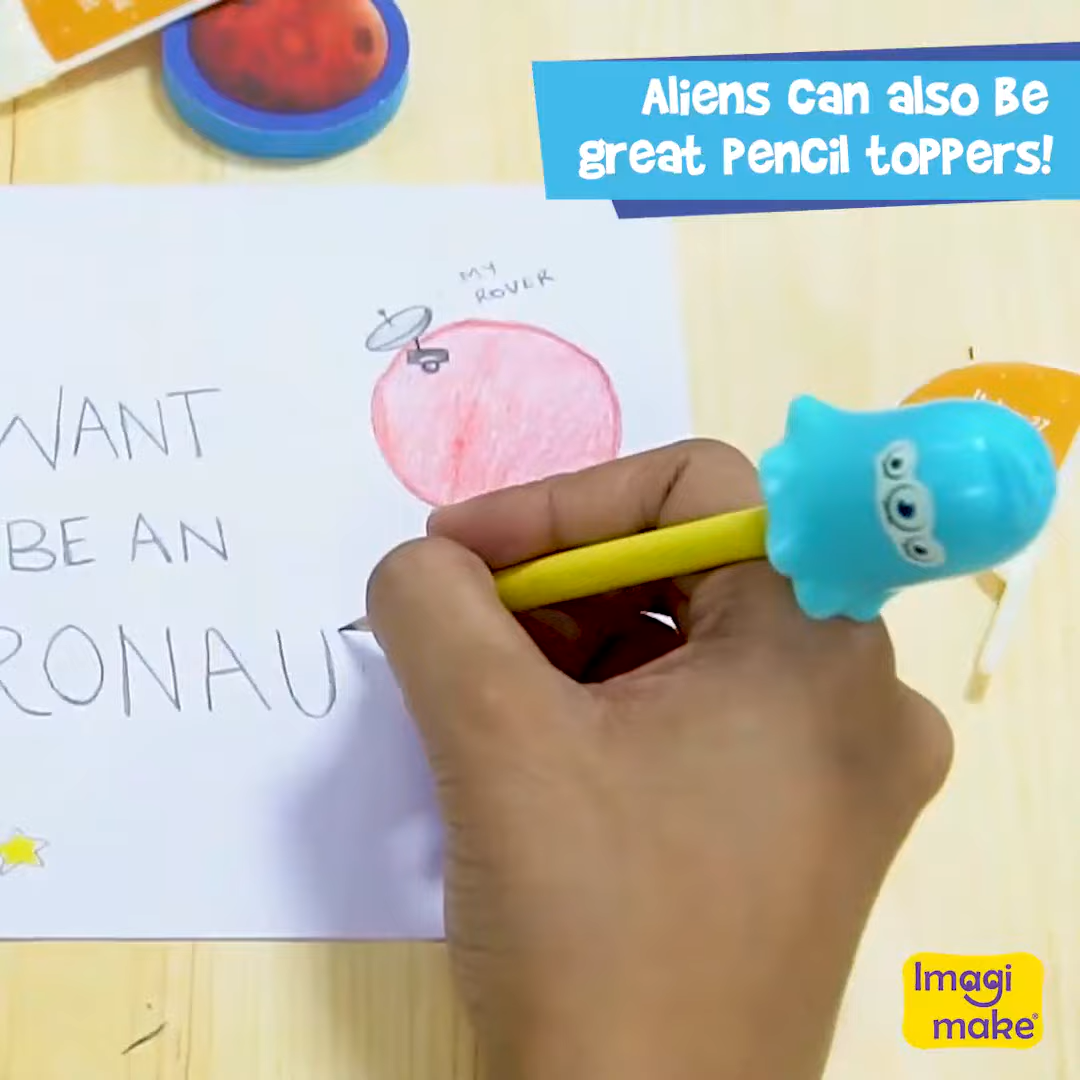 Aliens can also be
great pencil toppers!
MY
ROVER
WANT
BE AN
RONAU
Imagi
make®